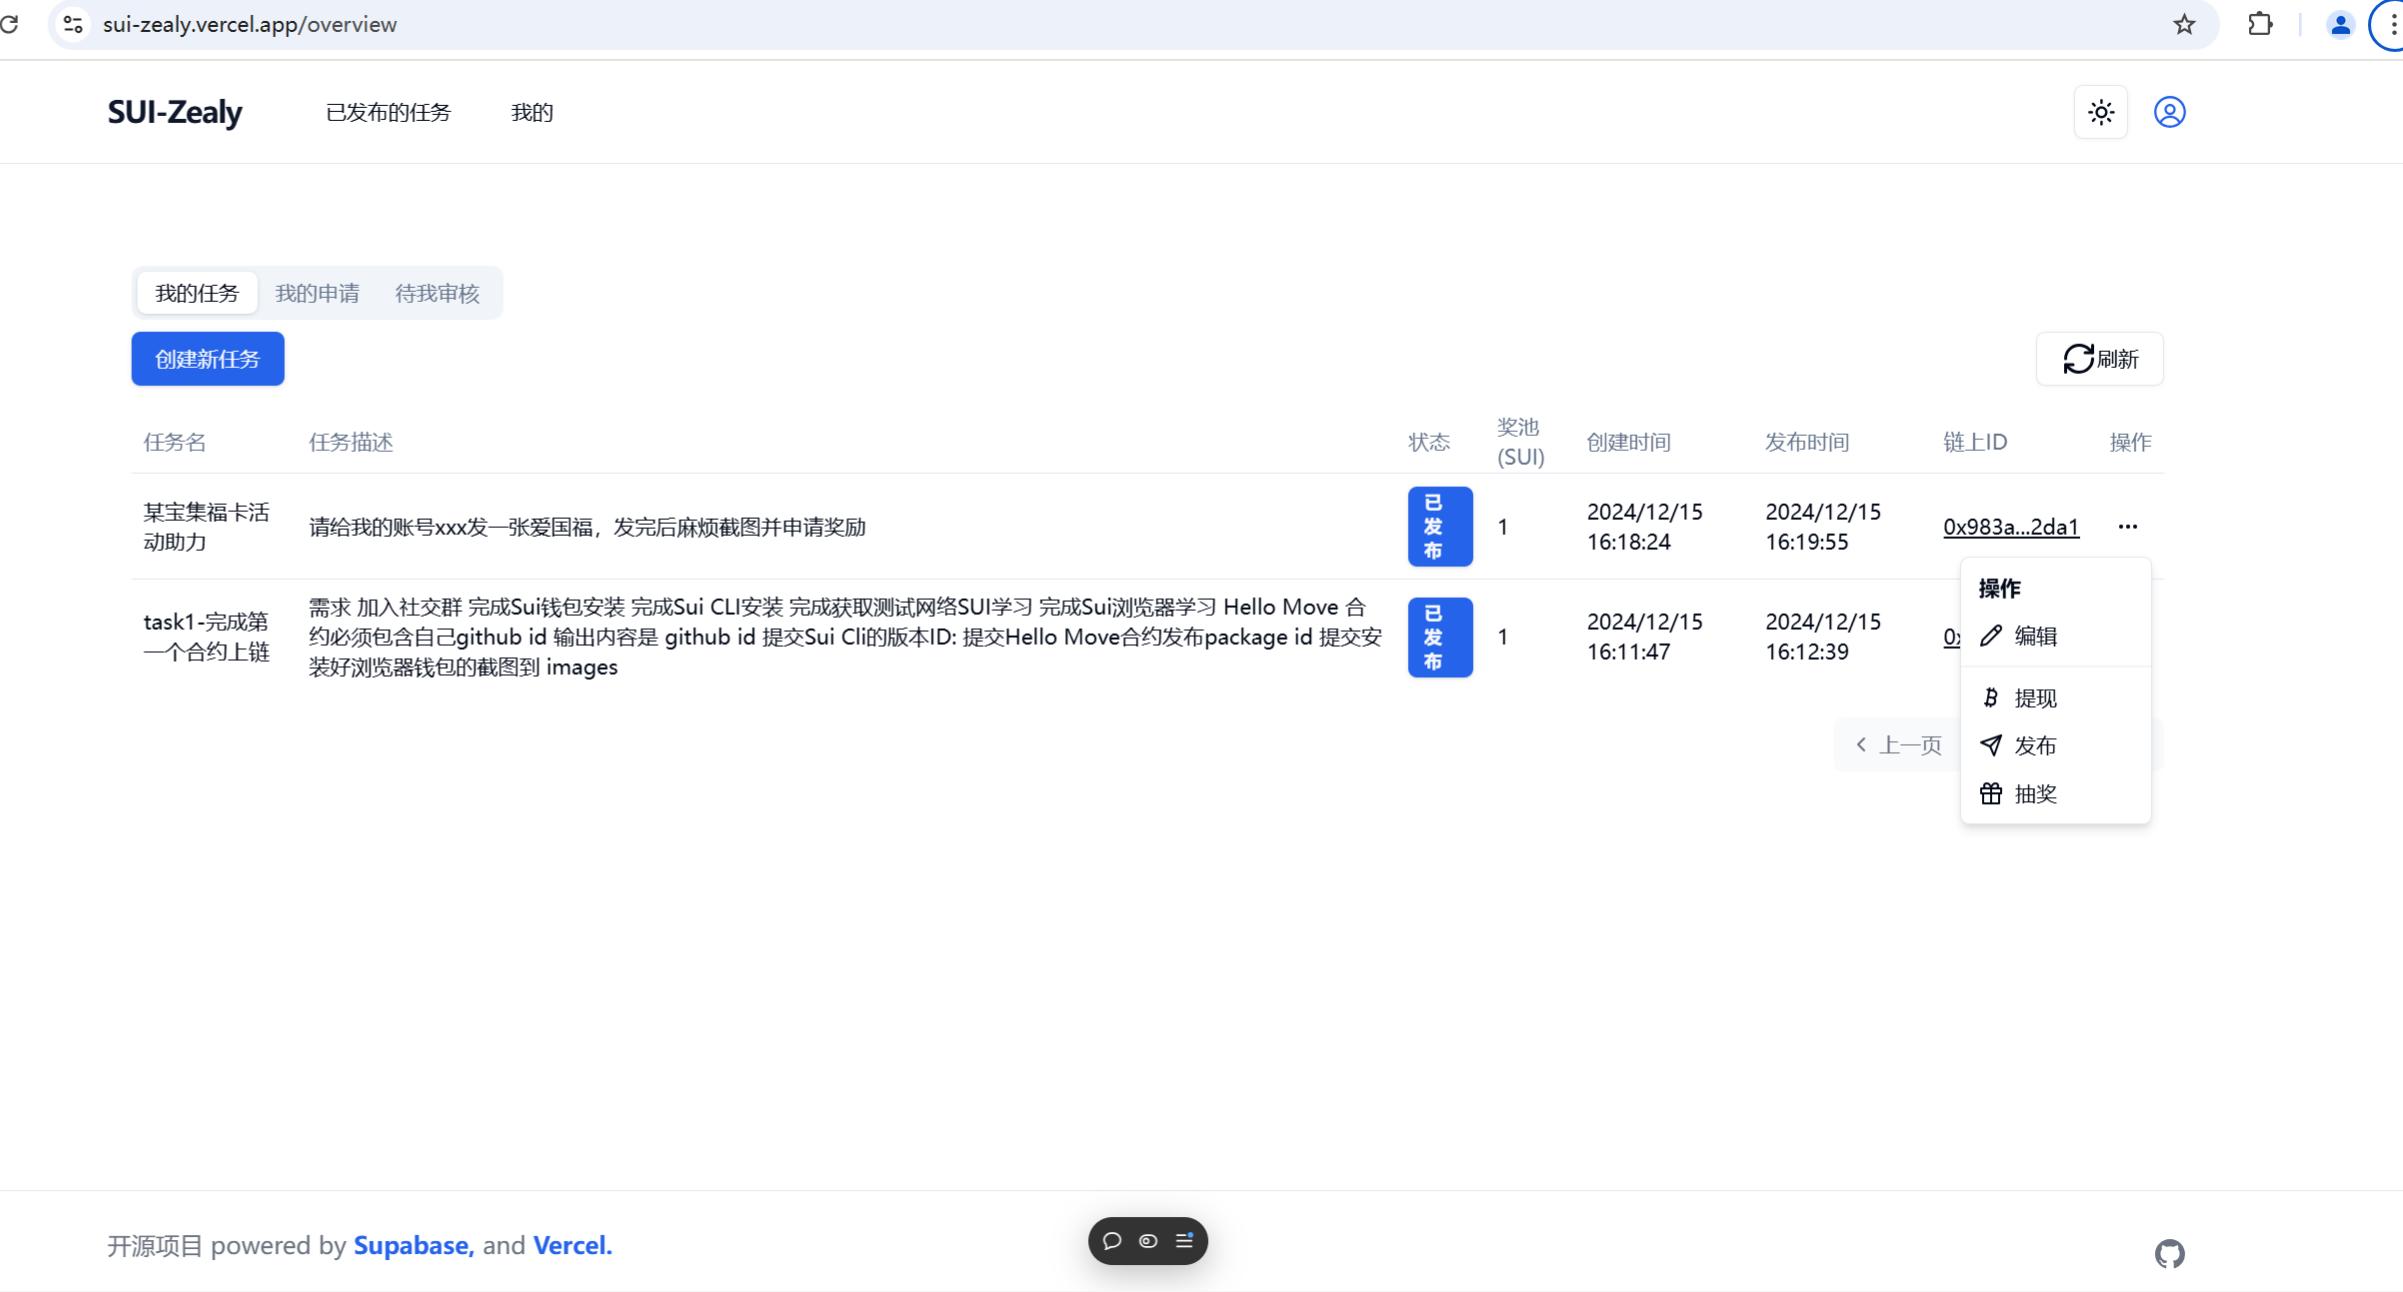 sui-zealy.vercel.app/overview
SUI-Zealy
已发布的任务
我的
我的任务
我的申请
待我审核
创建新任务
刷新
任务名
任务描述
状态
奖池
(SUI)
创建时间
发布时间
链上ID
操作
某宝集福卡活
动助力
请给我的账号xxx发一张爱国福，发完后麻烦截图并申请奖励
已
发
布
1
2024/12/15
16:18:24
2024/12/15
16:19:55
0x983a...2da1
task1-完成第
一个合约上链
需求 加入社交群 完成Sui钱包安装 完成Sui CLI安装 完成获取测试网络SUI学习 完成Sui浏览器学习 Hello Move 合
约必须包含自己github id 输出内容是 github id 提交Sui Cli的版本ID: 提交Hello Move合约发布package id 提交安
装好浏览器钱包的截图到 images
已
发
布
1
2024/12/15
16:11:47
2024/12/15
16:12:39
操作
编辑
提现
发布
抽奖
上一页
开源项目 powered by Supabase, and Vercel.